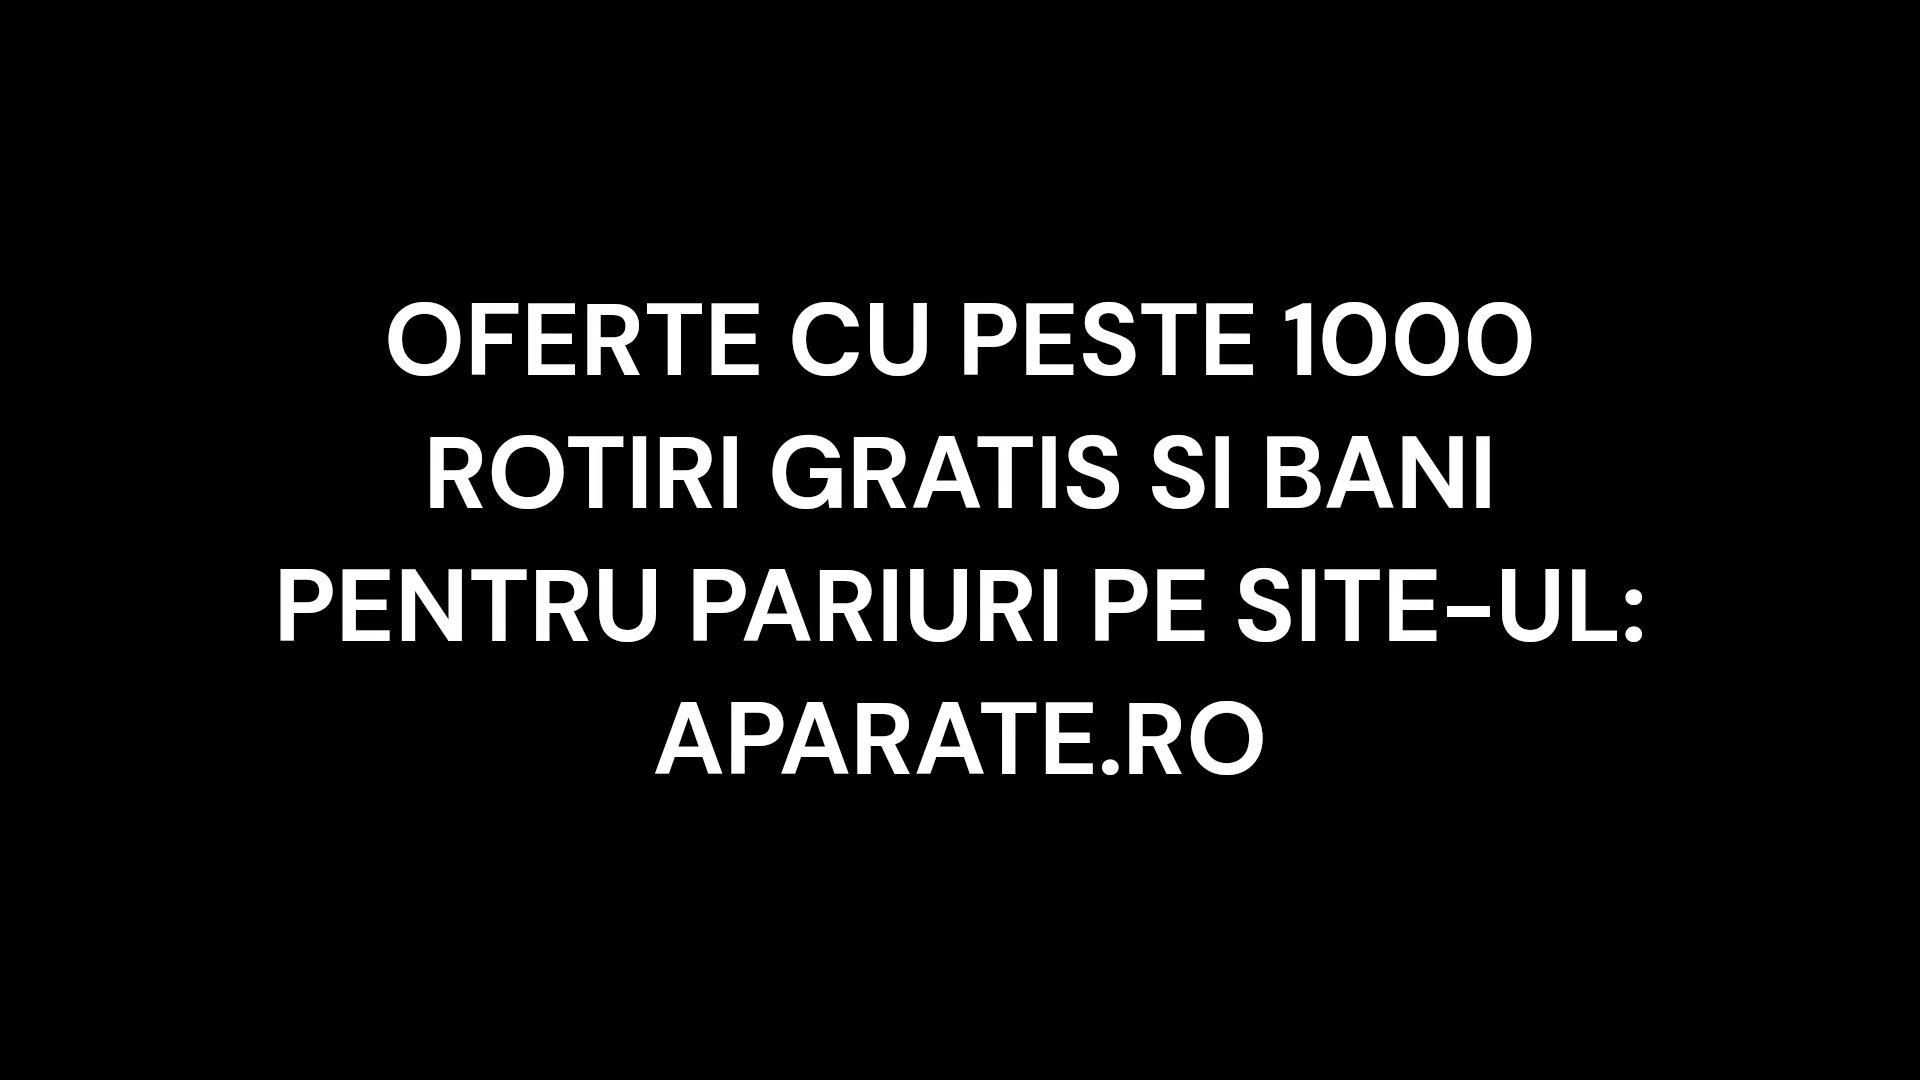 OFERTE CU PESTE 1000
ROTIRI GRATIS SI BANI
PENTRU PARIURI PE SITE-UL:
APARATE.RO